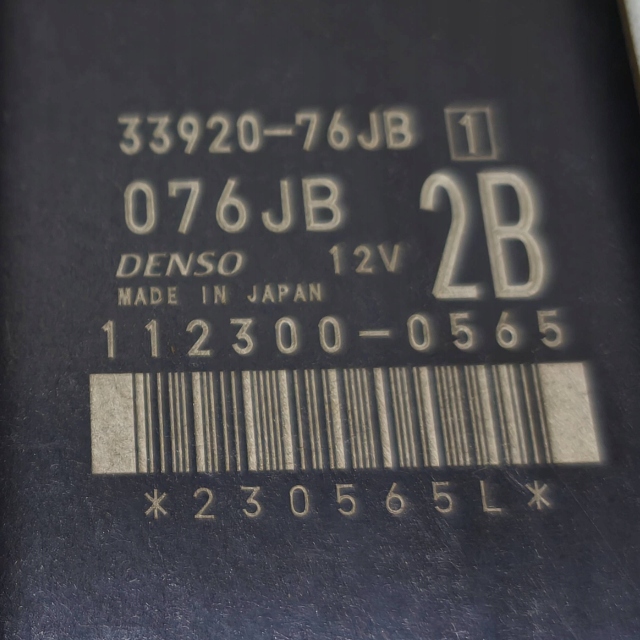 33920-76JB 1
076JB 2B
DENSO 12V
MADE IN JAPAN
112300-0565
*230565L*